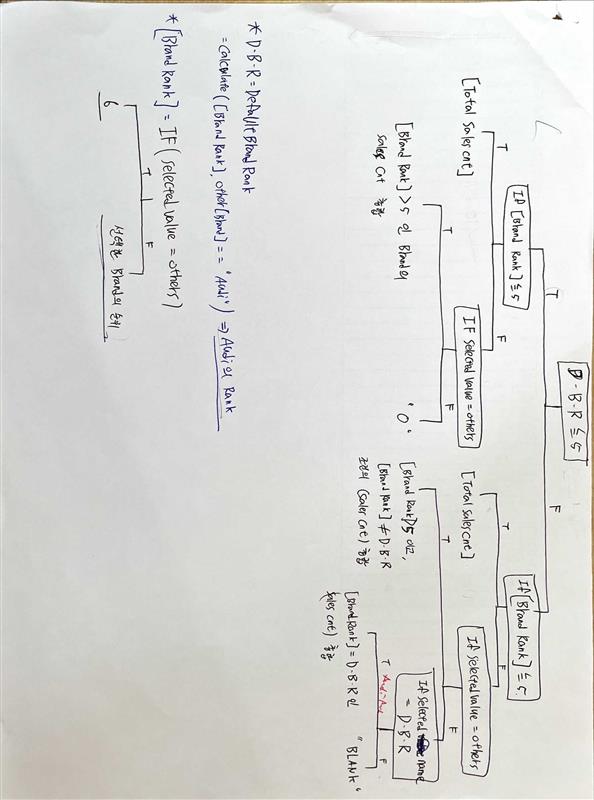 D·B·R ≤ 5
T F
If [Brand Rank] ≤ 5 If [Brand Rank] ≤ 5
T F T F
[Total Sales cnt] IF selected value = others [Total Sales cnt] If selected value = others
T F T F
[Brand Rank] > 5 인 Brand의 "0" [Brand Rank] > 5 이고, If selected name
Sales cnt 총합 [Brand Rank] ≠ D·B·R = D·B·R
조건의 (Sales cnt) 총합 T F
[Brand Rank] = D·B·R 인 "BLANK"
(Sales cnt) 총합
* D·B·R = Default Brand Rank
= Calculate ([Brand Rank], other[Brand] == "Audi") ⇒ Audi의 Rank
* [Brand Rank] = IF (selected value = others)
T F
6 선택한 Brand의 순위